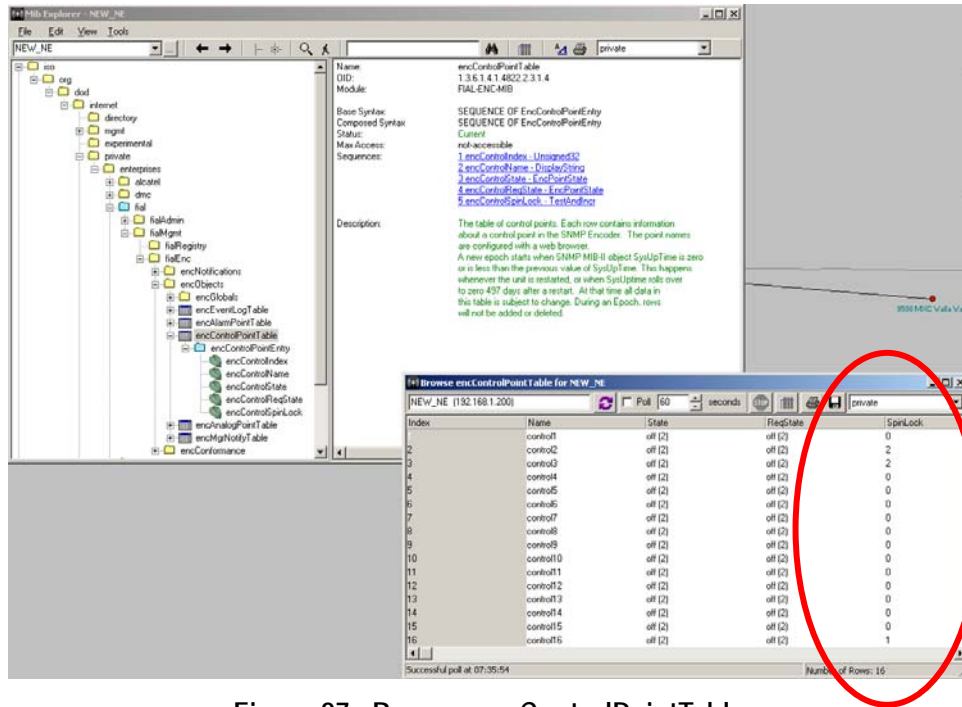 Mib Explorer - NEW_NE
File Edit View Tools
NEW_NE
private
iso
org
dod
internet
directory
mgmt
experimental
private
enterprises
alcatel
dmc
fial
fialAdmin
fialMgmt
fialRegistry
fialEnc
encNotifications
encObjects
encGlobals
encEventLogTable
encAlarmPointTable
encControlPointTable
encControlPointEntry
encControlIndex
encControlName
encControlState
encControlReqState
encControlSpinLock
encAnalogPointTable
encMgrNotifyTable
encConformance
Name: encControlPointTable
OID: 1.3.6.1.4.1.4822.2.3.1.4
Module: FIAL-ENC-MIB
Base Syntax: SEQUENCE OF EncControlPointEntry
Composed Syntax SEQUENCE OF EncControlPointEntry
Status: Current
Max Access: not-accessible
Sequences: 1 encControlIndex - Unsigned32
2 encControlName - DisplayString
3 encControlState - EncPointState
4 encControlReqState - EncPointState
5 encControlSpinLock - TestAndIncr
Description: The table of control points. Each row contains information
about a control point in the SNMP Encoder. The point names
are configured with a web browser.
A new epoch starts when SNMP MIB-II object SysUpTime is zero
or is less than the previous value of SysUpTime. This happens
whenever the unit is restarted, or when SysUptime rolls over
to zero 497 days after a restart. At that time all data in
this table is subject to change. During an Epoch, rows
will not be added or deleted.
9500 MXC Valla Va
Browse encControlPointTable for NEW_NE
NEW_NE (192.168.1.200) Poll 60 seconds STOP private
Index Name State ReqState SpinLock
control1 off (2) off (2) 0
2 control2 off (2) off (2) 2
3 control3 off (2) off (2) 2
4 control4 off (2) off (2) 0
5 control5 off (2) off (2) 0
6 control6 off (2) off (2) 0
7 control7 off (2) off (2) 0
8 control8 off (2) off (2) 0
9 control9 off (2) off (2) 0
10 control10 off (2) off (2) 0
11 control11 off (2) off (2) 0
12 control12 off (2) off (2) 0
13 control13 off (2) off (2) 0
14 control14 off (2) off (2) 0
15 control15 off (2) off (2) 0
16 control16 off (2) off (2) 1
Successful poll at 07:35:54 Number of Rows: 16